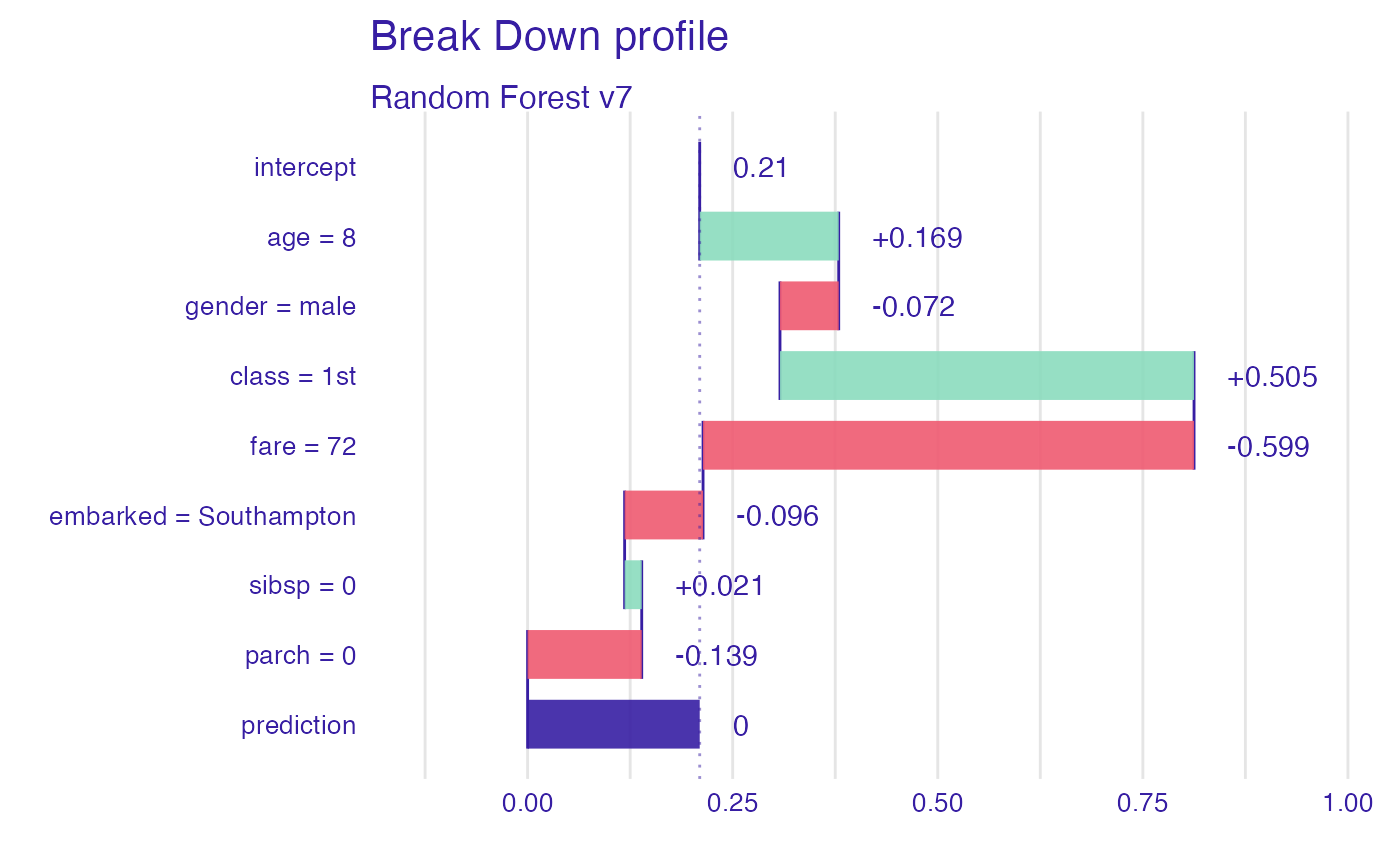 Break Down profile
Random Forest v7
intercept 0.21
age = 8 +0.169
gender = male -0.072
class = 1st +0.505
fare = 72 -0.599
embarked = Southampton -0.096
sibsp = 0 +0.021
parch = 0 -0.139
prediction 0
0.00 0.25 0.50 0.75 1.00